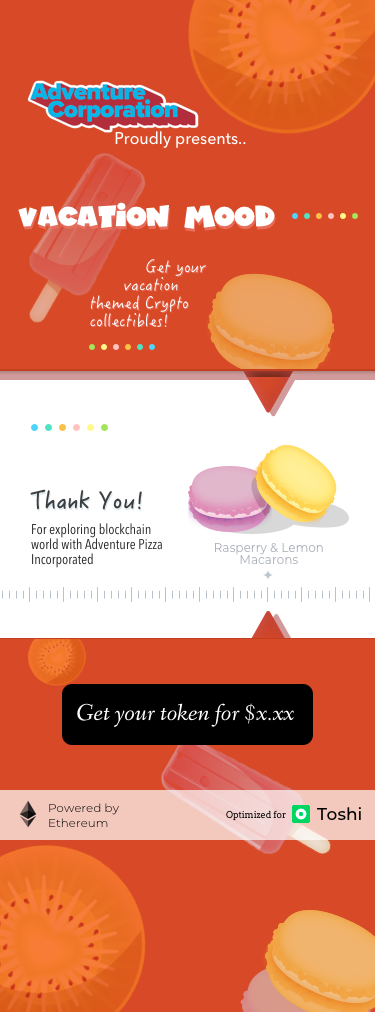 Adventure
Corporation
Proudly presents..
VACATION MOOD
Get your
vacation
themed Crypto
collectibles!
Thank You!
For exploring blockchain
world with Adventure Pizza
Incorporated
Rasperry & Lemon
Macarons
Get your token for $x.xx
Powered by
Ethereum
Optimized for Toshi